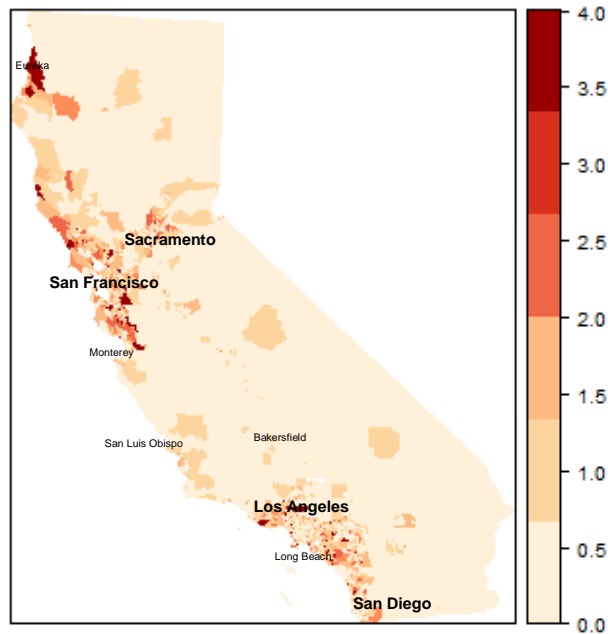 4.0
Eureka
3.5
3.0
2.5
Sacramento
San Francisco
2.0
Monterey
1.5
San Luis Obispo
Bakersfield
1.0
Los Angeles
Long Beach
0.5
San Diego
0.0